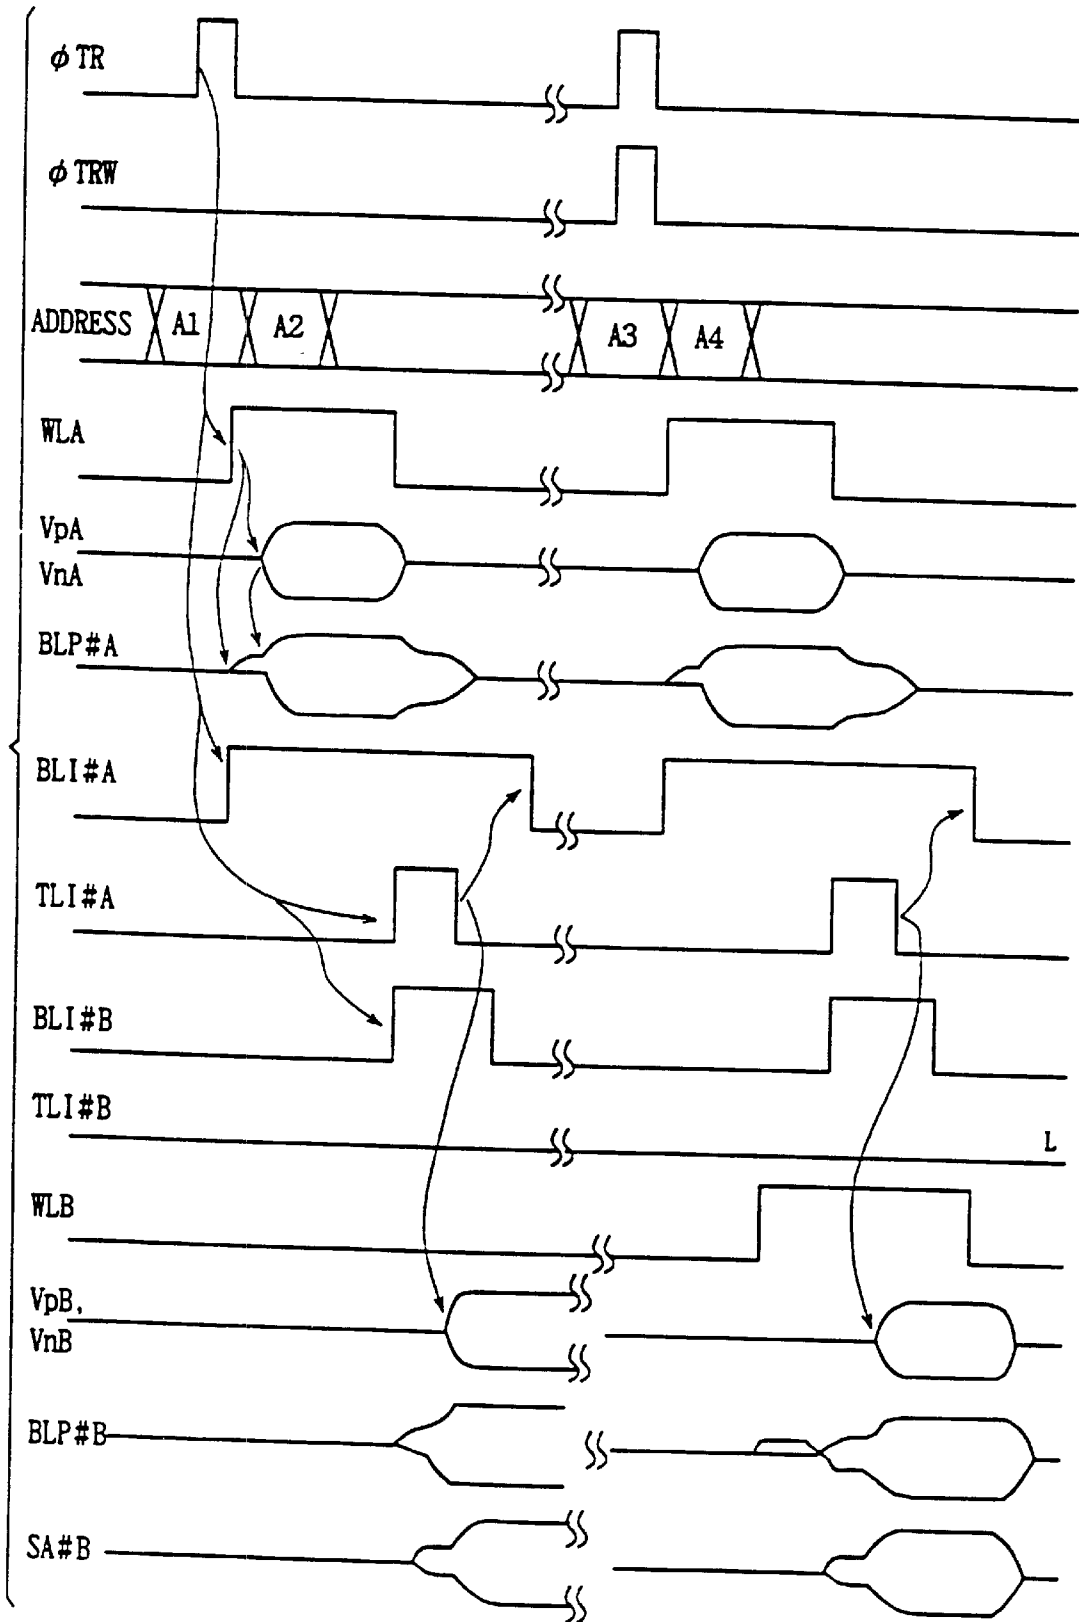 φTR
φTRW
ADDRESS A1 A2 A3 A4
WLA
VpA
VnA
BLP#A
BLI#A
TLI#A
BLI#B
TLI#B
L
WLB
VpB,
VnB
BLP#B
SA#B